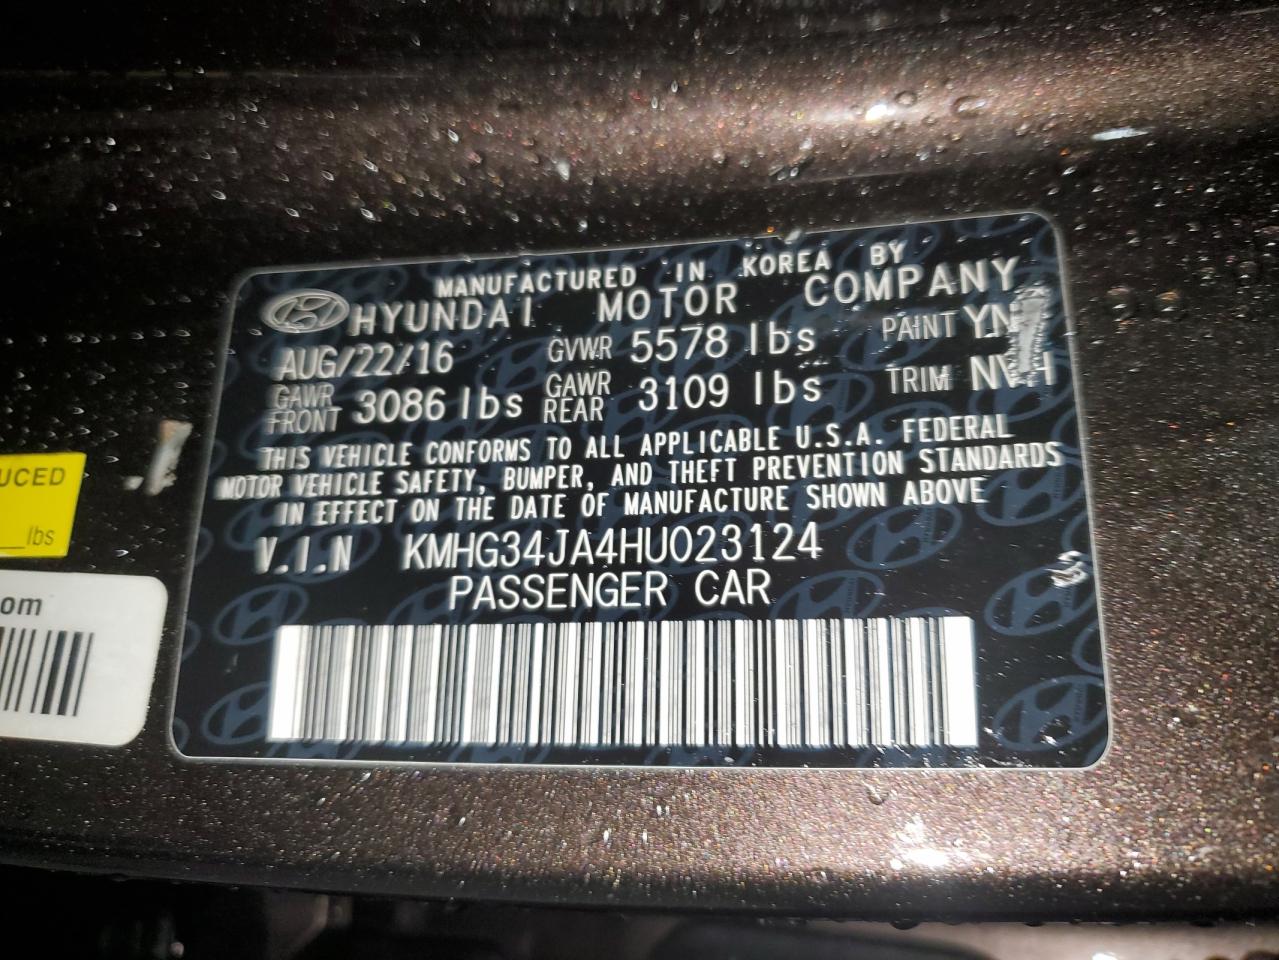 MANUFACTURED IN KOREA BY
HYUNDAI MOTOR COMPANY
AUG/22/16 GVWR 5578 lbs PAINT
GAWR FRONT 3086 lbs GAWR REAR 3109 lbs TRIM
THIS VEHICLE CONFORMS TO ALL APPLICABLE U.S.A. FEDERAL
MOTOR VEHICLE SAFETY, BUMPER, AND THEFT PREVENTION STANDARDS
IN EFFECT ON THE DATE OF MANUFACTURE SHOWN ABOVE
V.I.N KMHG34JA4HU023124
PASSENGER CAR
UCED
lbs
om